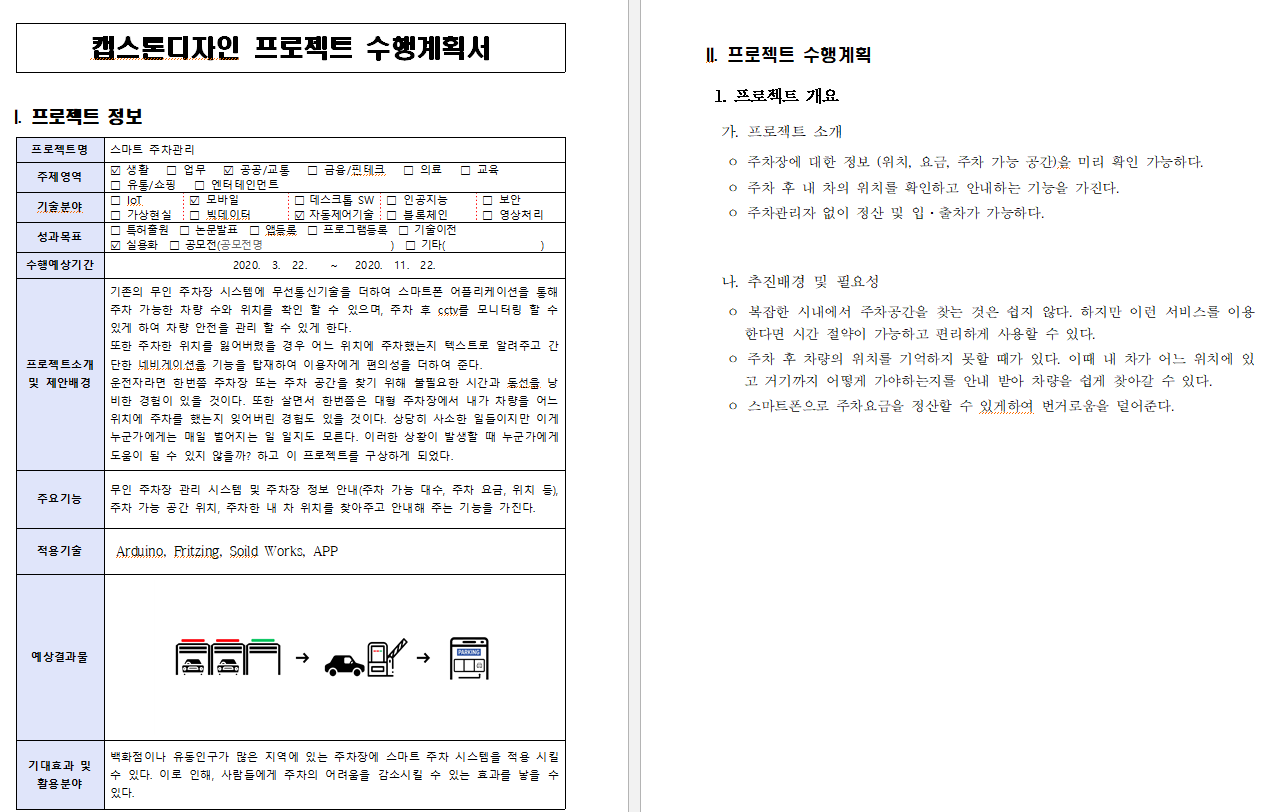 캡스톤디자인 프로젝트 수행계획서
I. 프로젝트 정보
프로젝트명 스마트 주차관리
주제영역
☑ 생활 □ 업무 ☑ 공공/교통 □ 금융/핀테크 □ 의료 □ 교육
□ 유통/쇼핑 □ 엔터테인먼트
기술분야
□ IoT ☑ 모바일 □ 데스크톱 SW □ 인공지능 □ 보안
□ 가상현실 □ 빅데이터 ☑ 자동제어기술 □ 블록체인 □ 영상처리
성과목표
□ 특허출원 □ 논문발표 □ 앱등록 □ 프로그램등록 □ 기술이전
☑ 실용화 □ 공모전(공모전명 ) □ 기타( )
수행예상기간 2020. 3. 22. ~ 2020. 11. 22.
프로젝트소개
및 제안배경
기존의 무인 주차장 시스템에 무선통신기술을 더하여 스마트폰 어플리케이션을 통해
주차 가능한 차량 수와 위치를 확인 할 수 있으며, 주차 후 cctv를 모니터링 할 수
있게 하여 차량 안전을 관리 할 수 있게 한다.
또한 주차한 위치를 잃어버렸을 경우 어느 위치에 주차했는지 텍스트로 알려주고 간
단한 네비게이션을 기능을 탑재하여 이용자에게 편의성을 더하여 준다.
운전자라면 한번쯤 주차장 또는 주차 공간을 찾기 위해 불필요한 시간과 동선을 낭
비한 경험이 있을 것이다. 또한 살면서 한번쯤은 대형 주차장에서 내가 차량을 어느
위치에 주차를 했는지 잊어버린 경험도 있을 것이다. 상당히 사소한 일들이지만 이게
누군가에게는 매일 벌어지는 일 일지도 모른다. 이러한 상황이 발생할 때 누군가에게
도움이 될 수 있지 않을까? 하고 이 프로젝트를 구상하게 되었다.
주요기능
무인 주차장 관리 시스템 및 주차장 정보 안내(주차 가능 대수, 주차 요금, 위치 등),
주차 가능 공간 위치, 주차한 내 차 위치를 찾아주고 안내해 주는 기능을 가진다.
적용기술 Arduino, Fritzing, Soild Works, APP
예상결과물
PARKING
기대효과 및
활용분야
백화점이나 유동인구가 많은 지역에 있는 주차장에 스마트 주차 시스템을 적용 시킬
수 있다. 이로 인해, 사람들에게 주차의 어려움을 감소시킬 수 있는 효과를 낳을 수
있다.
II. 프로젝트 수행계획
1. 프로젝트 개요
가. 프로젝트 소개
ㅇ 주차장에 대한 정보 (위치, 요금, 주차 가능 공간)을 미리 확인 가능하다.
ㅇ 주차 후 내 차의 위치를 확인하고 안내하는 기능을 가진다.
ㅇ 주차관리자 없이 정산 및 입·출차가 가능하다.
나. 추진배경 및 필요성
ㅇ 복잡한 시내에서 주차공간을 찾는 것은 쉽지 않다. 하지만 이런 서비스를 이용
한다면 시간 절약이 가능하고 편리하게 사용할 수 있다.
ㅇ 주차 후 차량의 위치를 기억하지 못할 때가 있다. 이때 내 차가 어느 위치에 있
고 거기까지 어떻게 가야하는지를 안내 받아 차량을 쉽게 찾아갈 수 있다.
ㅇ 스마트폰으로 주차요금을 정산할 수 있게하여 번거로움을 덜어준다.